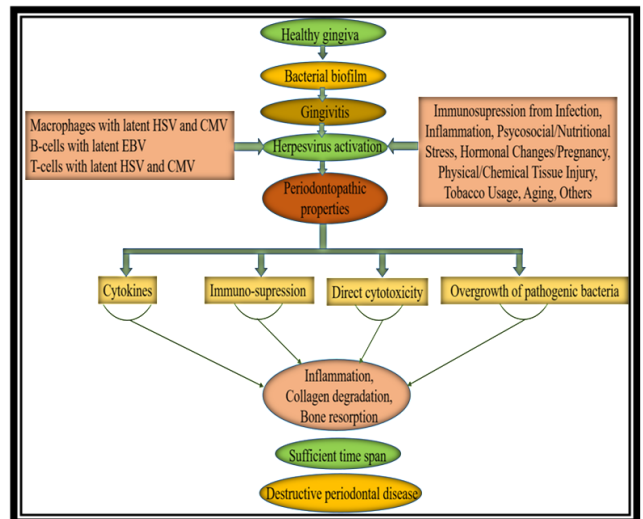 Healthy gingiva
Bacterial biofilm
Gingivitis
Macrophages with latent HSV and CMV
B-cells with latent EBV
T-cells with latent HSV and CMV
Herpesvirus activation
Immunosupression from Infection,
Inflammation, Psycosocial/Nutritional
Stress, Hormonal Changes/Pregnancy,
Physical/Chemical Tissue Injury,
Tobacco Usage, Aging, Others
Periodontopathic
properties
Cytokines
Immuno-supression
Direct cytotoxicity
Overgrowth of pathogenic bacteria
Inflammation,
Collagen degradation,
Bone resorption
Sufficient time span
Destructive periodontal disease